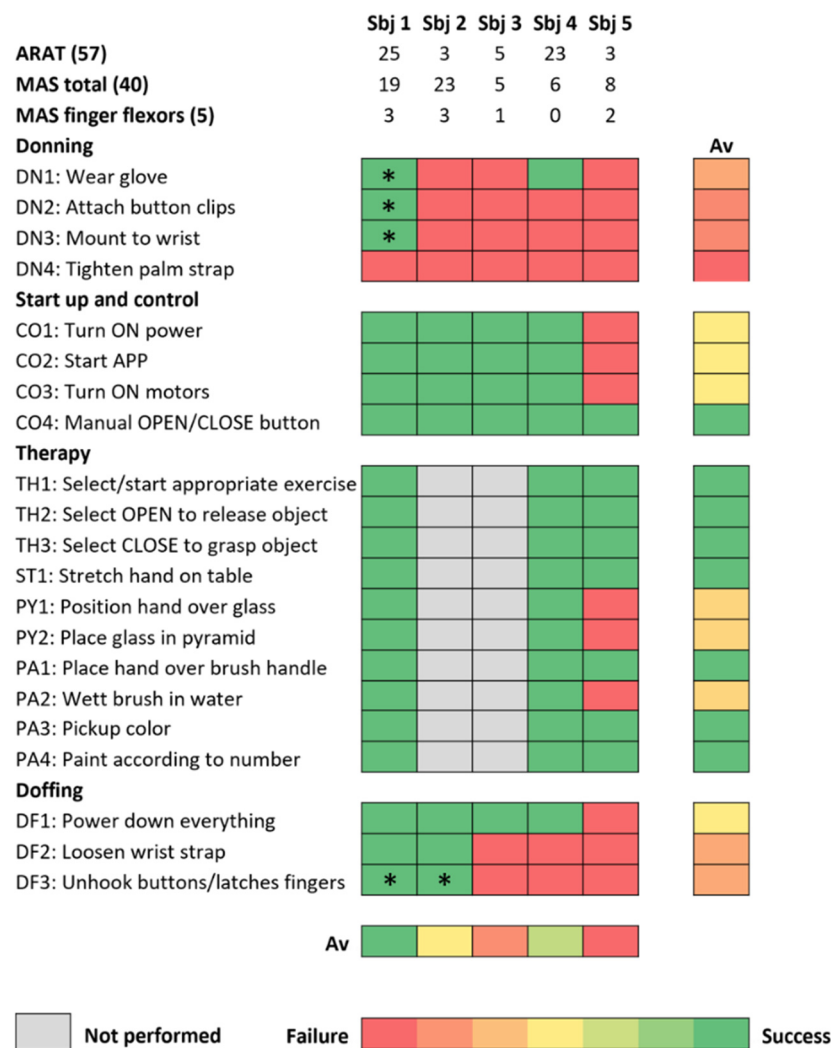 Sbj 1 Sbj 2 Sbj 3 Sbj 4 Sbj 5
ARAT (57) 25 3 5 23 3
MAS total (40) 19 23 5 6 8
MAS finger flexors (5) 3 3 1 0 2
Donning Av
DN1: Wear glove *
DN2: Attach button clips *
DN3: Mount to wrist *
DN4: Tighten palm strap
Start up and control
CO1: Turn ON power
CO2: Start APP
CO3: Turn ON motors
CO4: Manual OPEN/CLOSE button
Therapy
TH1: Select/start appropriate exercise
TH2: Select OPEN to release object
TH3: Select CLOSE to grasp object
ST1: Stretch hand on table
PY1: Position hand over glass
PY2: Place glass in pyramid
PA1: Place hand over brush handle
PA2: Wett brush in water
PA3: Pickup color
PA4: Paint according to number
Doffing
DF1: Power down everything
DF2: Loosen wrist strap
DF3: Unhook buttons/latches fingers * *
Av
Not performed Failure Success